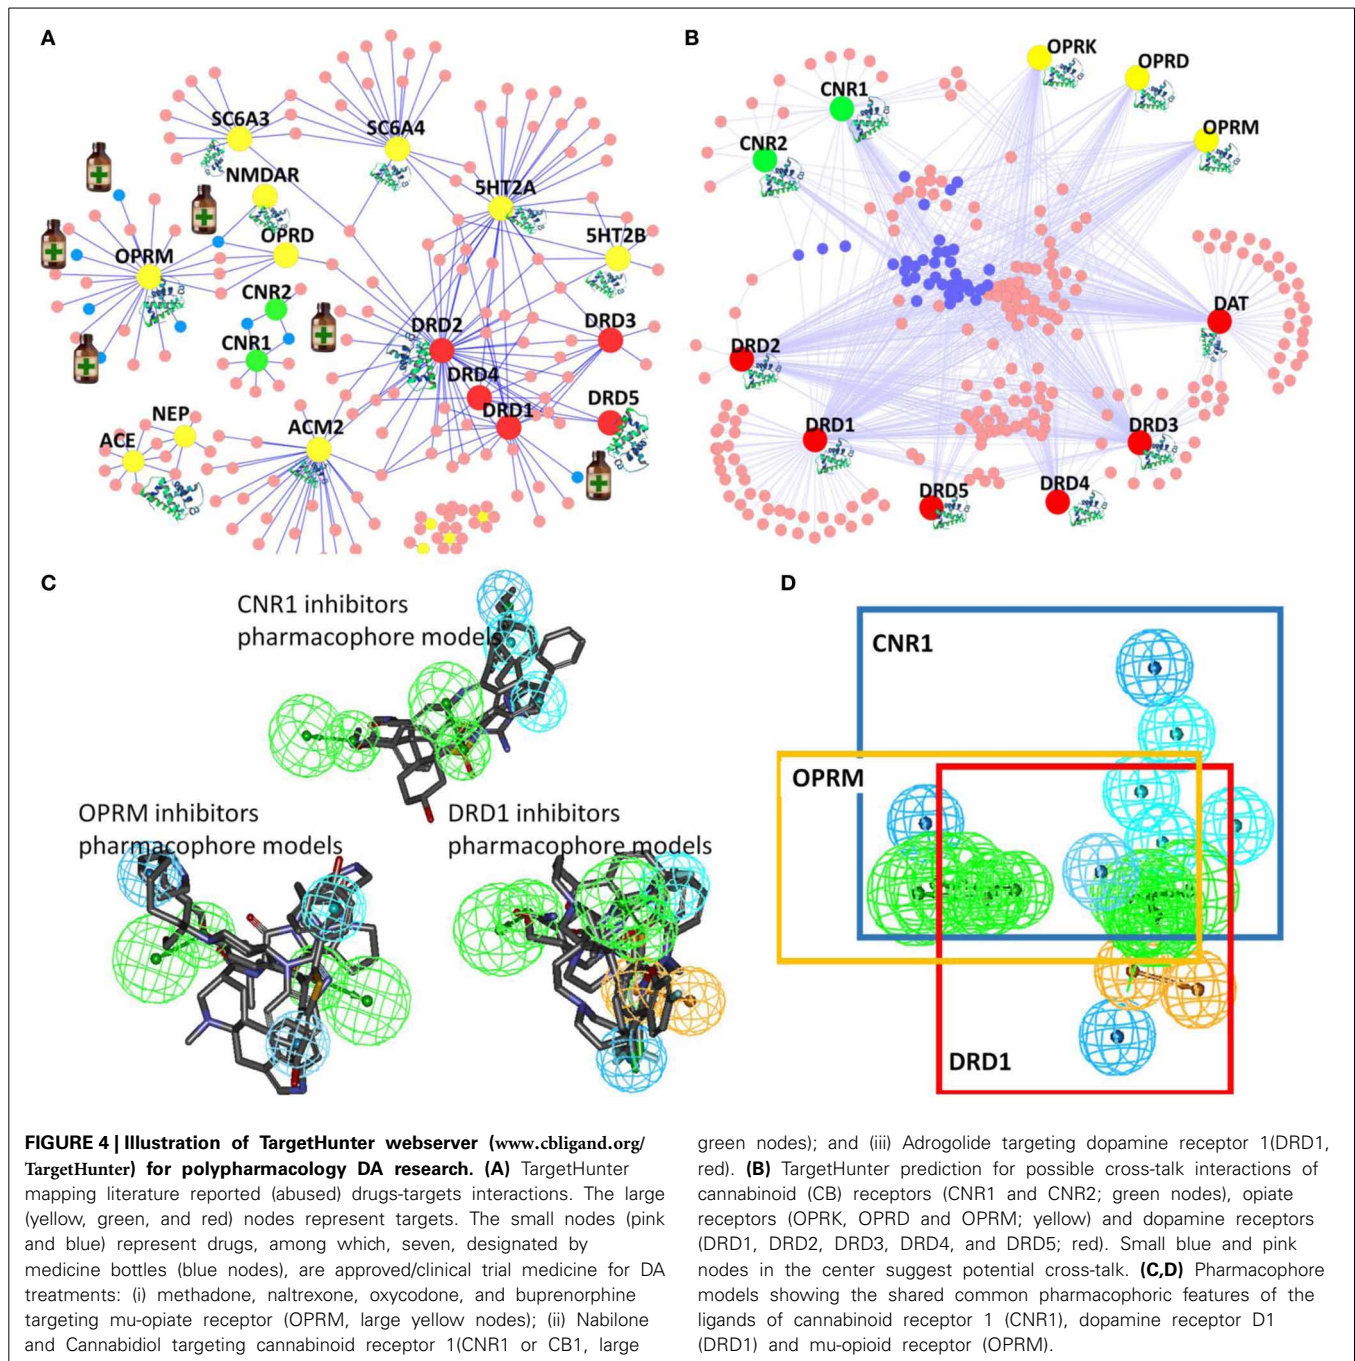 A
B
SC6A3
SC6A4
NMDAR
5HT2A
OPRM
OPRD
5HT2B
CNR2
CNR1
DRD2
DRD3
DRD4
DRD1
DRD5
NEP
ACE
ACM2
OPRK
OPRD
CNR1
OPRM
CNR2
DAT
DRD2
DRD1
DRD3
DRD5
DRD4
C
CNR1 inhibitors
pharmacophore models
OPRM inhibitors
pharmacophore models
DRD1 inhibitors
pharmacophore models
D
CNR1
OPRM
DRD1
FIGURE 4 | Illustration of TargetHunter webserver (www.cbligand.org/
TargetHunter) for polypharmacology DA research. (A) TargetHunter
mapping literature reported (abused) drugs-targets interactions. The large
(yellow, green, and red) nodes represent targets. The small nodes (pink
and blue) represent drugs, among which, seven, designated by
medicine bottles (blue nodes), are approved/clinical trial medicine for DA
treatments: (i) methadone, naltrexone, oxycodone, and buprenorphine
targeting mu-opiate receptor (OPRM, large yellow nodes); (ii) Nabilone
and Cannabidiol targeting cannabinoid receptor 1(CNR1 or CB1, large
green nodes); and (iii) Adrogolide targeting dopamine receptor 1(DRD1,
red). (B) TargetHunter prediction for possible cross-talk interactions of
cannabinoid (CB) receptors (CNR1 and CNR2; green nodes), opiate
receptors (OPRK, OPRD and OPRM; yellow) and dopamine receptors
(DRD1, DRD2, DRD3, DRD4, and DRD5; red). Small blue and pink
nodes in the center suggest potential cross-talk. (C,D) Pharmacophore
models showing the shared common pharmacophoric features of the
ligands of cannabinoid receptor 1 (CNR1), dopamine receptor D1
(DRD1) and mu-opioid receptor (OPRM).